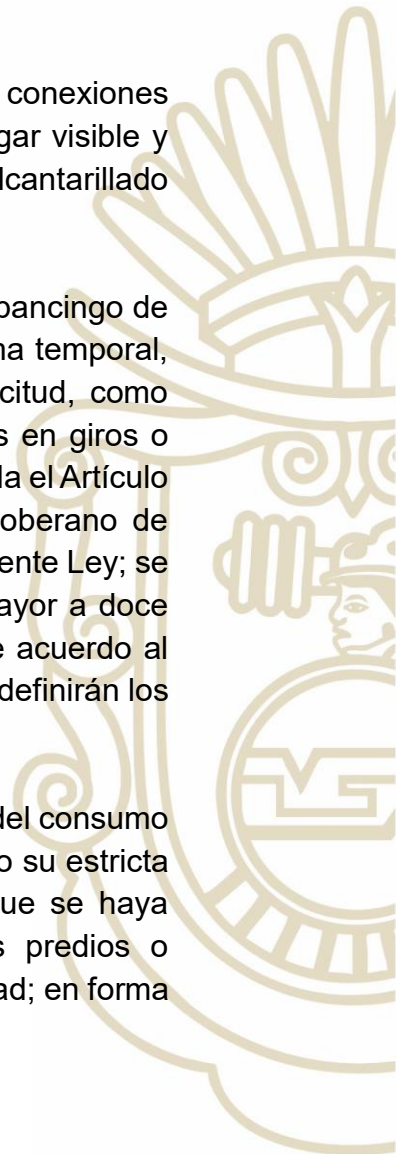 conexiones
gar visible y
lcantarillado
pancingo de
na temporal,
citud, como
s en giros o
la el Artículo
oberano de
ente Ley; se
ayor a doce
e acuerdo al
definirán los
del consumo
o su estricta
ue se haya
s predios o
ad; en forma